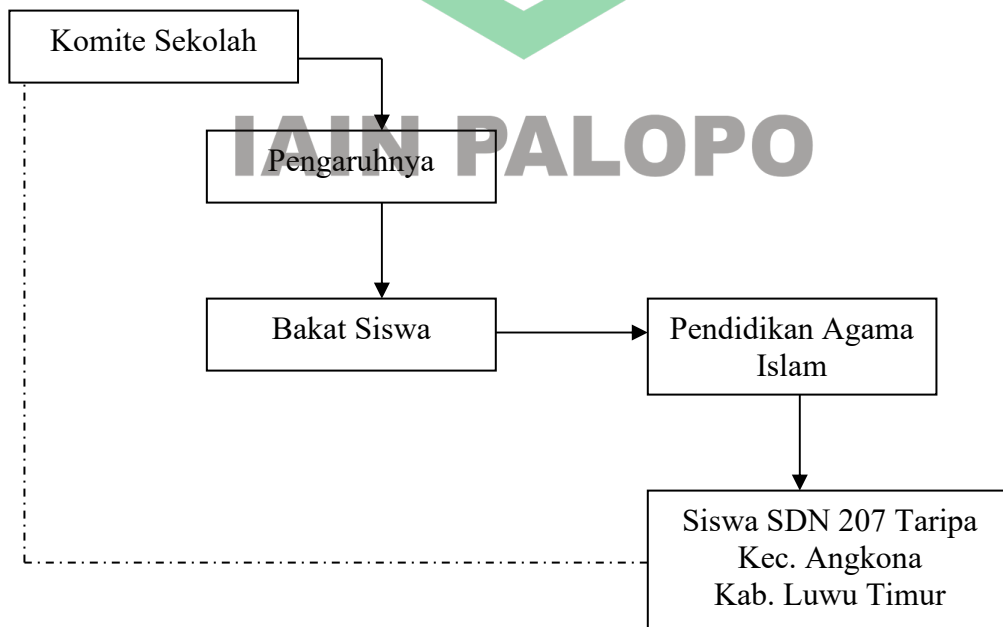 Komite Sekolah
IAIN PALOPO
Pengaruhnya
Bakat Siswa
Pendidikan Agama
Islam
Siswa SDN 207 Taripa
Kec. Angkona
Kab. Luwu Timur